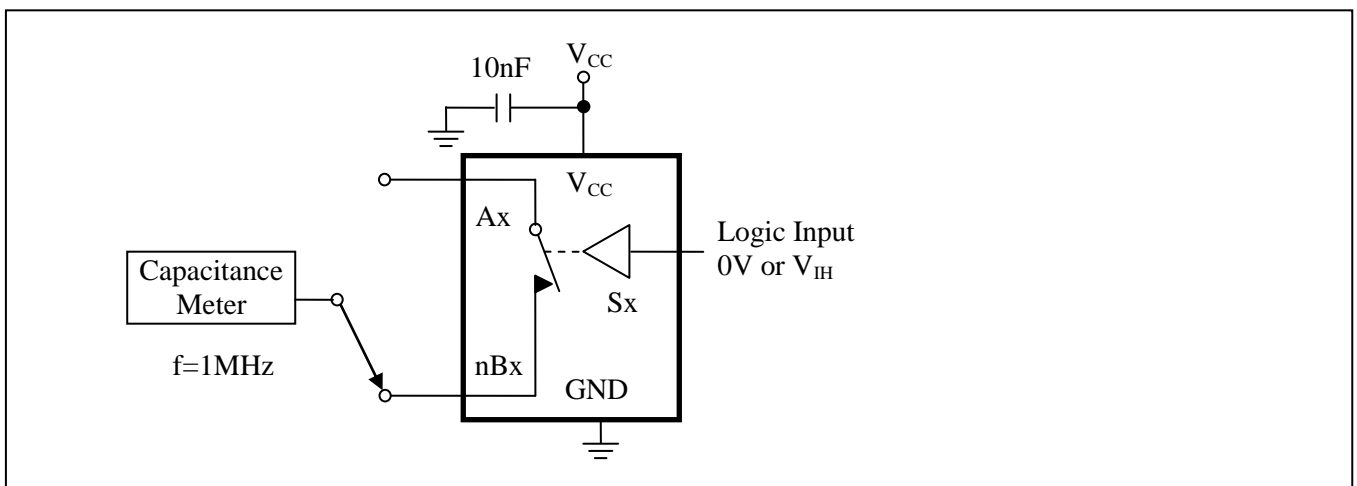 V_CC
10nF
V_CC
Ax
Logic Input
0V or V_IH
Capacitance
Meter
Sx
f=1MHz
nBx
GND